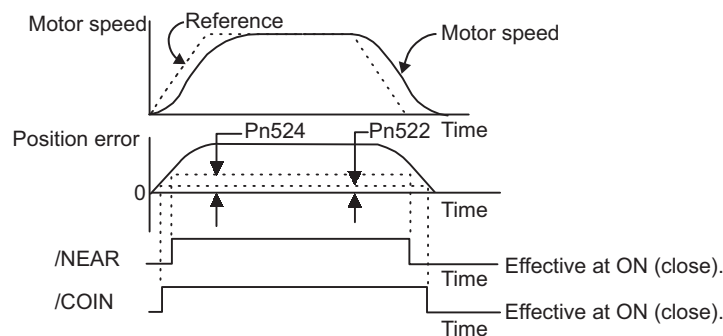 Motor speed
Reference
Motor speed
Time
Position error
Pn524
Pn522
0
Time
/NEAR
Effective at ON (close).
Time
/COIN
Effective at ON (close).
Time